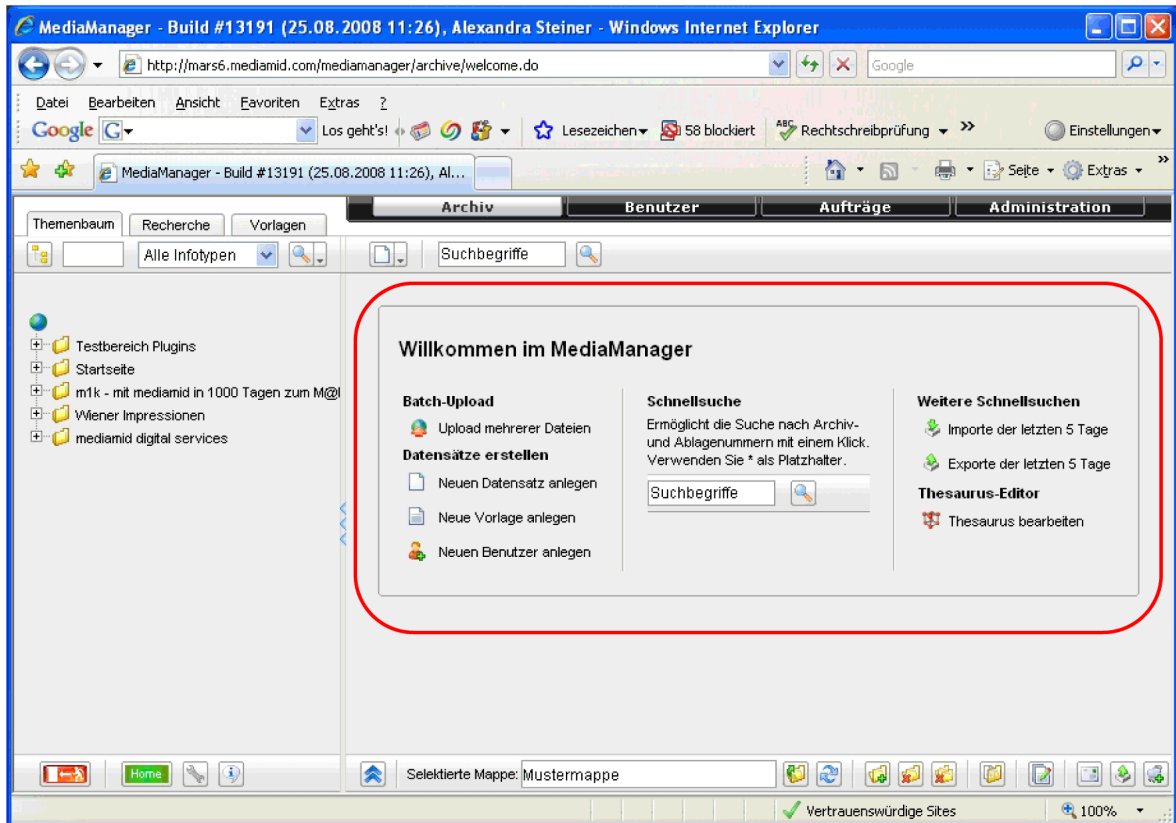 MediaManager - Build #13191 (25.08.2008 11:26), Alexandra Steiner - Windows Internet Explorer
http://mars6.mediamid.com/mediamanager/archive/welcome.do
Google
Datei Bearbeiten Ansicht Favoriten Extras ?
Google G Los geht's! Lesezeichen 58 blockiert ABC Rechtschreibprüfung » Einstellungen
MediaManager - Build #13191 (25.08.2008 11:26), Al... Seite Extras »
Themenbaum Recherche Vorlagen
Archiv Benutzer Aufträge Administration
Alle Infotypen Suchbegriffe
Testbereich Plugins
Startseite
m1k - mit mediamid in 1000 Tagen zum M@
Wiener Impressionen
mediamid digital services
Willkommen im MediaManager
Batch-Upload
Upload mehrerer Dateien
Datensätze erstellen
Neuen Datensatz anlegen
Neue Vorlage anlegen
Neuen Benutzer anlegen
Schnellsuche
Ermöglicht die Suche nach Archiv-
und Ablagenummern mit einem Klick.
Verwenden Sie * als Platzhalter.
Suchbegriffe
Weitere Schnellsuchen
Importe der letzten 5 Tage
Exporte der letzten 5 Tage
Thesaurus-Editor
Thesaurus bearbeiten
Home
Selektierte Mappe: Mustermappe
Vertrauenswürdige Sites 100%